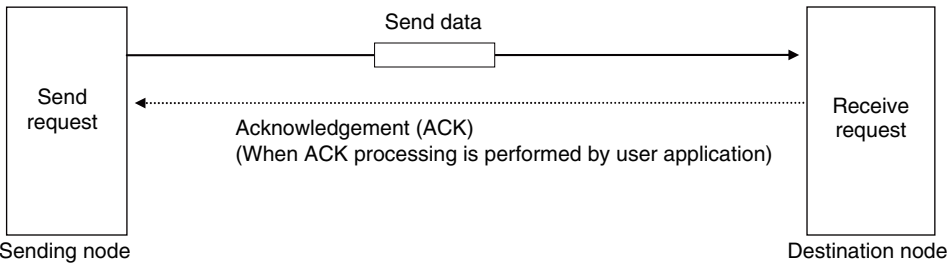 Send data
Send
request
Receive
request
Acknowledgement (ACK)
(When ACK processing is performed by user application)
Sending node
Destination node